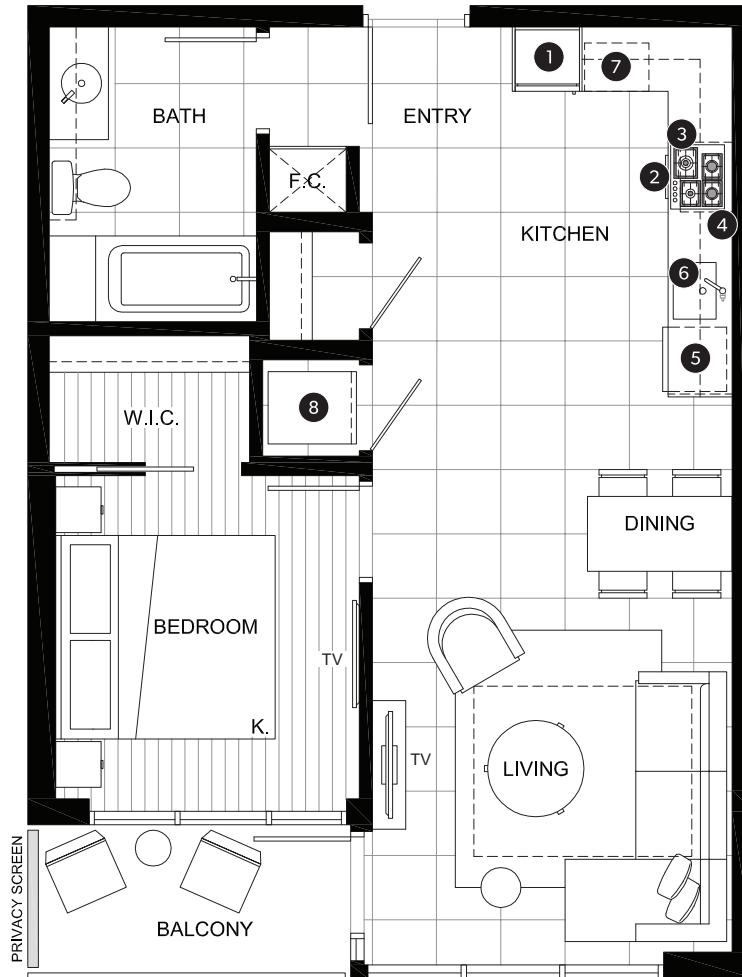 1
7
BATH
ENTRY
3
2
F.C.
4
KITCHEN
6
5
8
W.I.C.
DINING
BEDROOM
TV
K.
TV
LIVING
PRIVACY SCREEN
BALCONY